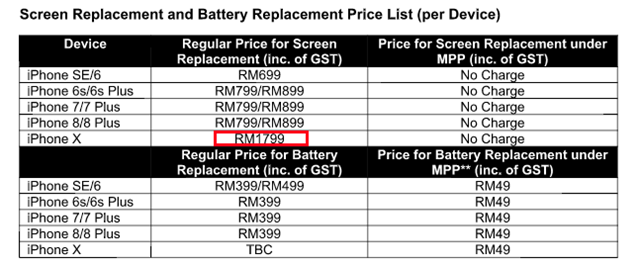 Screen Replacement and Battery Replacement Price List (per Device)
Device Regular Price for Screen Replacement (inc. of GST) Price for Screen Replacement under MPP (inc. of GST)
iPhone SE/6 RM699 No Charge
iPhone 6s/6s Plus RM799/RM899 No Charge
iPhone 7/7 Plus RM799/RM899 No Charge
iPhone 8/8 Plus RM799/RM899 No Charge
iPhone X RM1799 No Charge
Regular Price for Battery Replacement (inc. of GST) Price for Battery Replacement under MPP** (inc. of GST)
iPhone SE/6 RM399/RM499 RM49
iPhone 6s/6s Plus RM399 RM49
iPhone 7/7 Plus RM399 RM49
iPhone 8/8 Plus RM399 RM49
iPhone X TBC RM49